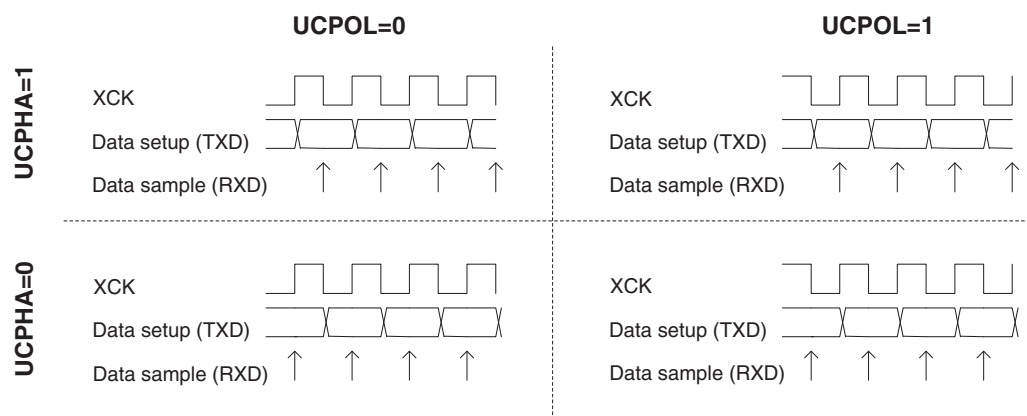 UCPOL=0
UCPOL=1
UCPHA=1
XCK
Data setup (TXD)
Data sample (RXD)
XCK
Data setup (TXD)
Data sample (RXD)
UCPHA=0
XCK
Data setup (TXD)
Data sample (RXD)
XCK
Data setup (TXD)
Data sample (RXD)